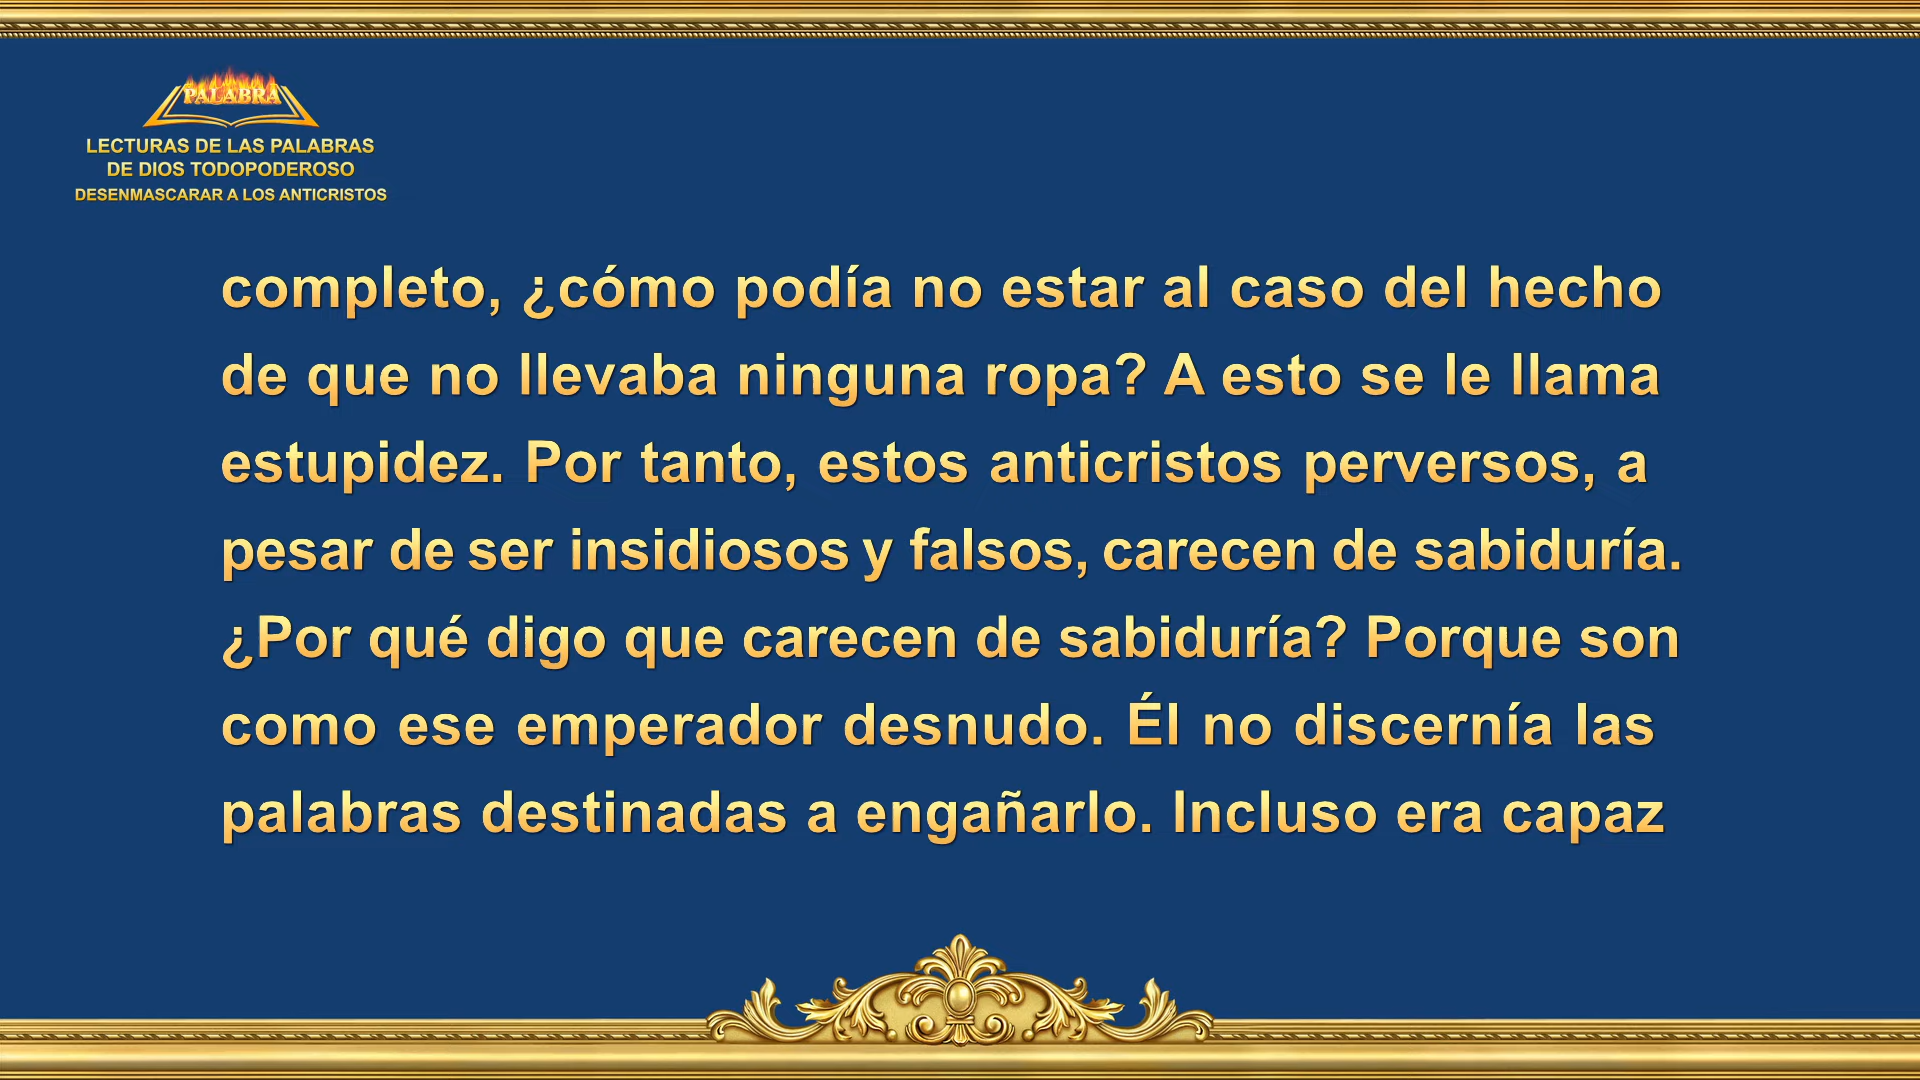 PALABRA
LECTURAS DE LAS PALABRAS
DE DIOS TODOPODEROSO
DESENMASCARAR A LOS ANTICRISTOS
completo, ¿cómo podía no estar al caso del hecho
de que no llevaba ninguna ropa? A esto se le llama
estupidez. Por tanto, estos anticristos perversos, a
pesar de ser insidiosos y falsos, carecen de sabiduría.
¿Por qué digo que carecen de sabiduría? Porque son
como ese emperador desnudo. Él no discernía las
palabras destinadas a engañarlo. Incluso era capaz